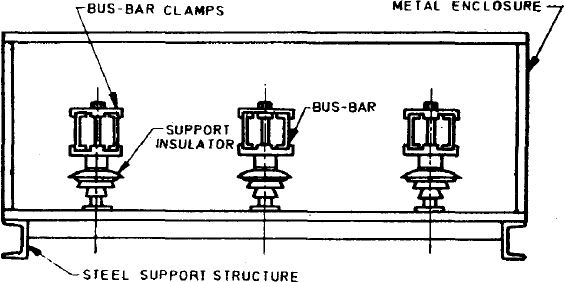 BUS-BAR CLAMPS
METAL ENCLOSURE
BUS-BAR
SUPPORT
INSULATOR
STEEL SUPPORT STRUCTURE